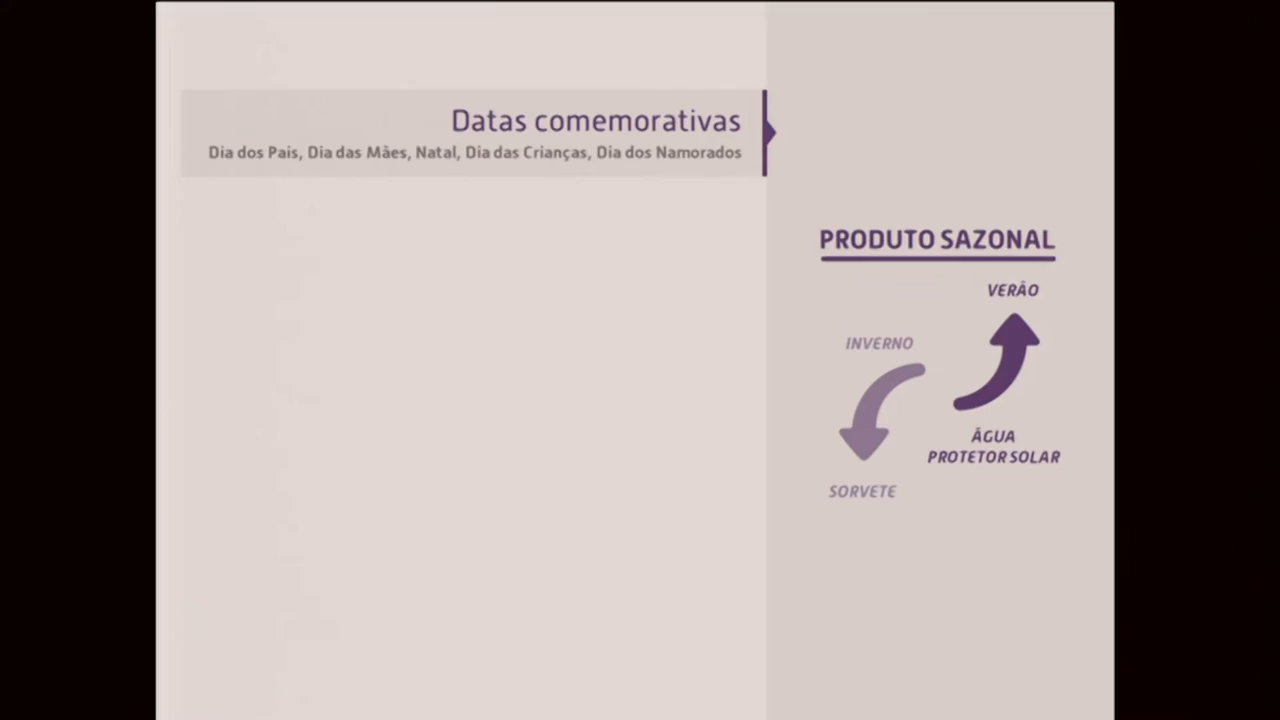 Datas comemorativas
Dia dos Pais, Dia das Mães, Natal, Dia das Crianças, Dia dos Namorados
PRODUTO SAZONAL
VERÃO
INVERNO
ÁGUA
PROTETOR SOLAR
SORVETE